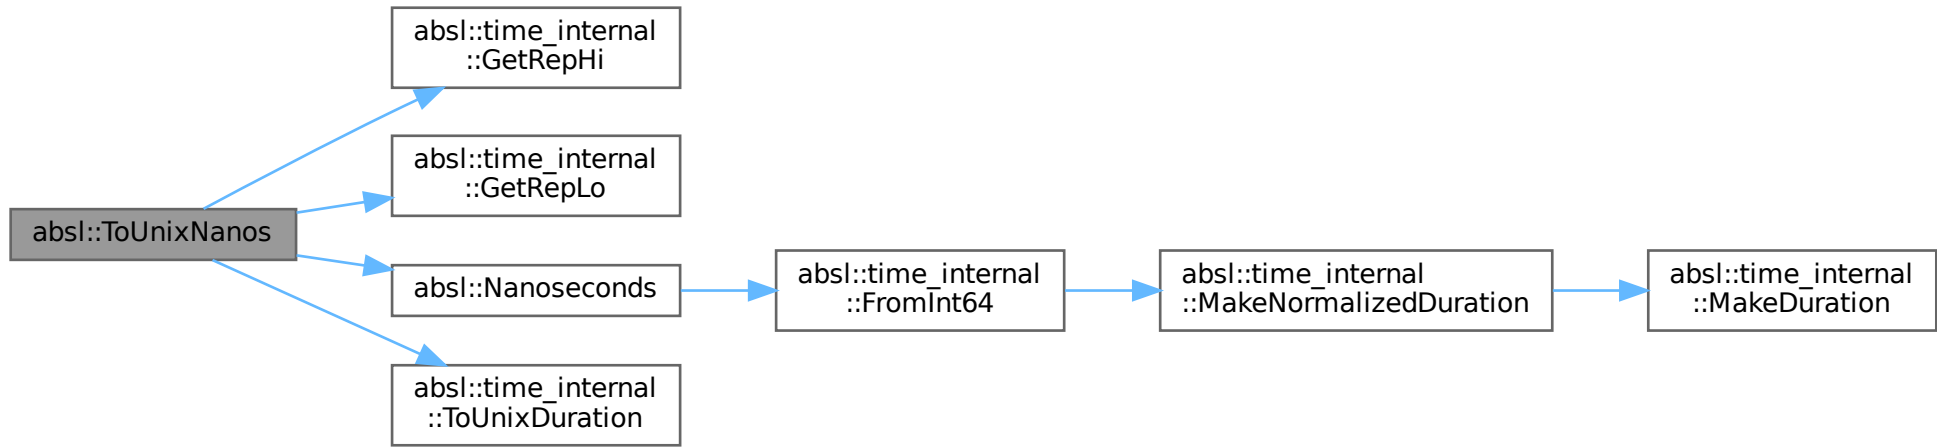 absl::time_internal
::GetRepHi
absl::time_internal
::GetRepLo
absl::ToUnixNanos
absl::Nanoseconds
absl::time_internal
::FromInt64
absl::time_internal
::MakeNormalizedDuration
absl::time_internal
::MakeDuration
absl::time_internal
::ToUnixDuration